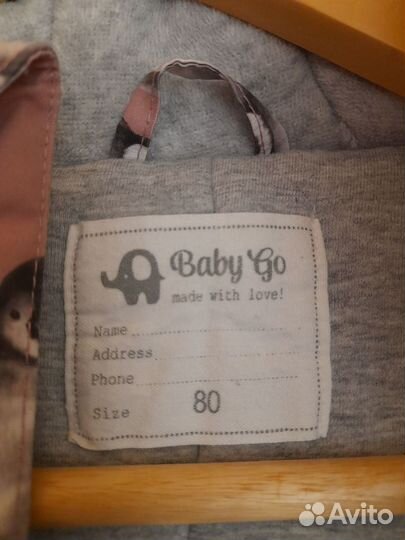 Baby Go
made with love!
Name
Address
Phone
Size 80
Avito